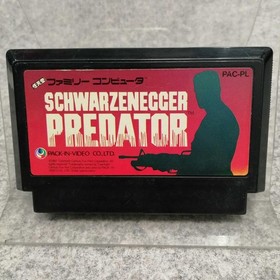 ファミリー コンピュータ
PAC-PL
SCHWARZENEGGER
PREDATOR
TM
PACK-IN-VIDEO CO.,LTD.